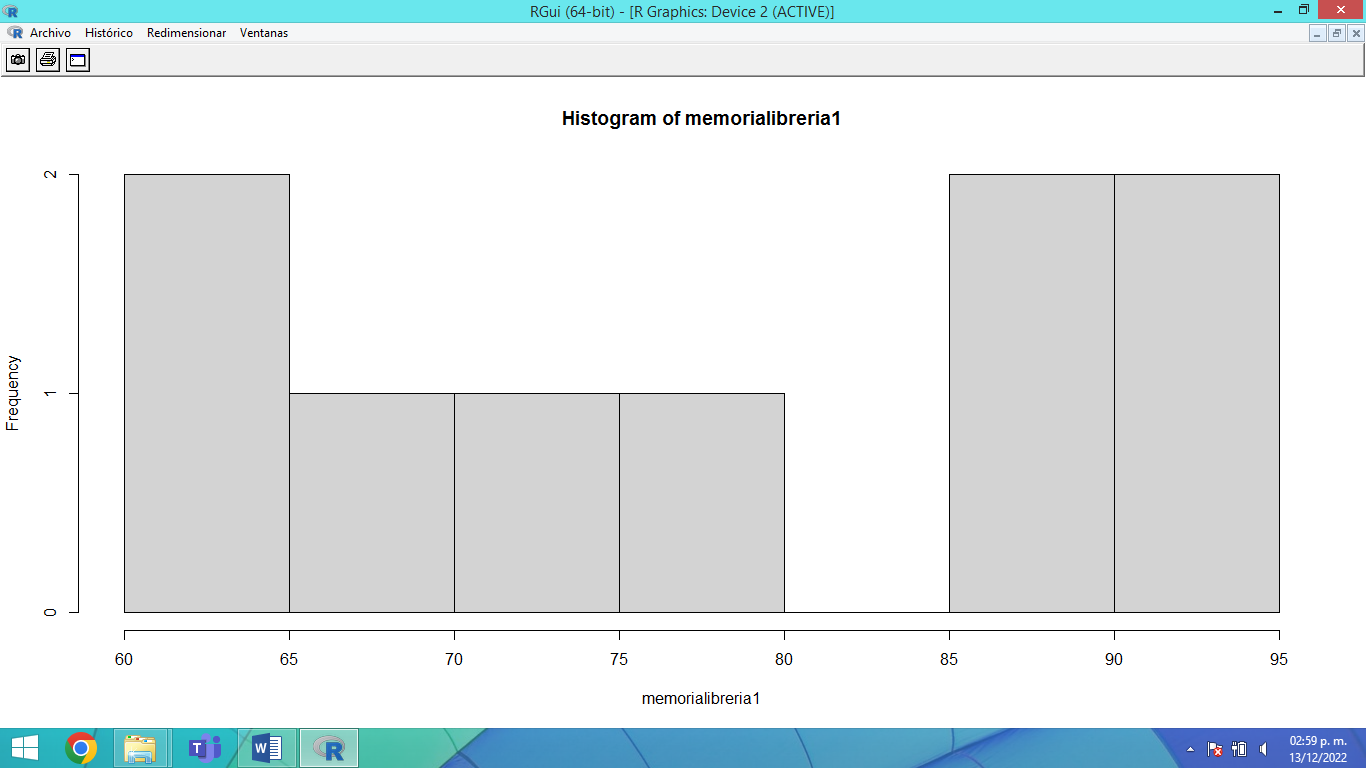 RGui (64-bit) - [R Graphics: Device 2 (ACTIVE)]
Archivo Histórico Redimensionar Ventanas
Histogram of memorialibreria1
Frequency
2
1
0
60 65 70 75 80 85 90 95
memorialibreria1
02:59 p. m.
13/12/2022